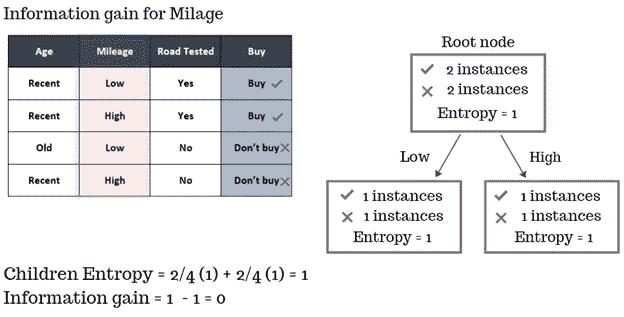 Information gain for Milage
Age Mileage Road Tested Buy
Recent Low Yes Buy ✓
Recent High Yes Buy ✓
Old Low No Don't buy ✕
Recent High No Don't buy ✕
Root node
✓ 2 instances
✕ 2 instances
Entropy = 1
Low High
✓ 1 instances
✕ 1 instances
Entropy = 1
✓ 1 instances
✕ 1 instances
Entropy = 1
Children Entropy = 2/4 (1) + 2/4 (1) = 1
Information gain = 1 - 1 = 0